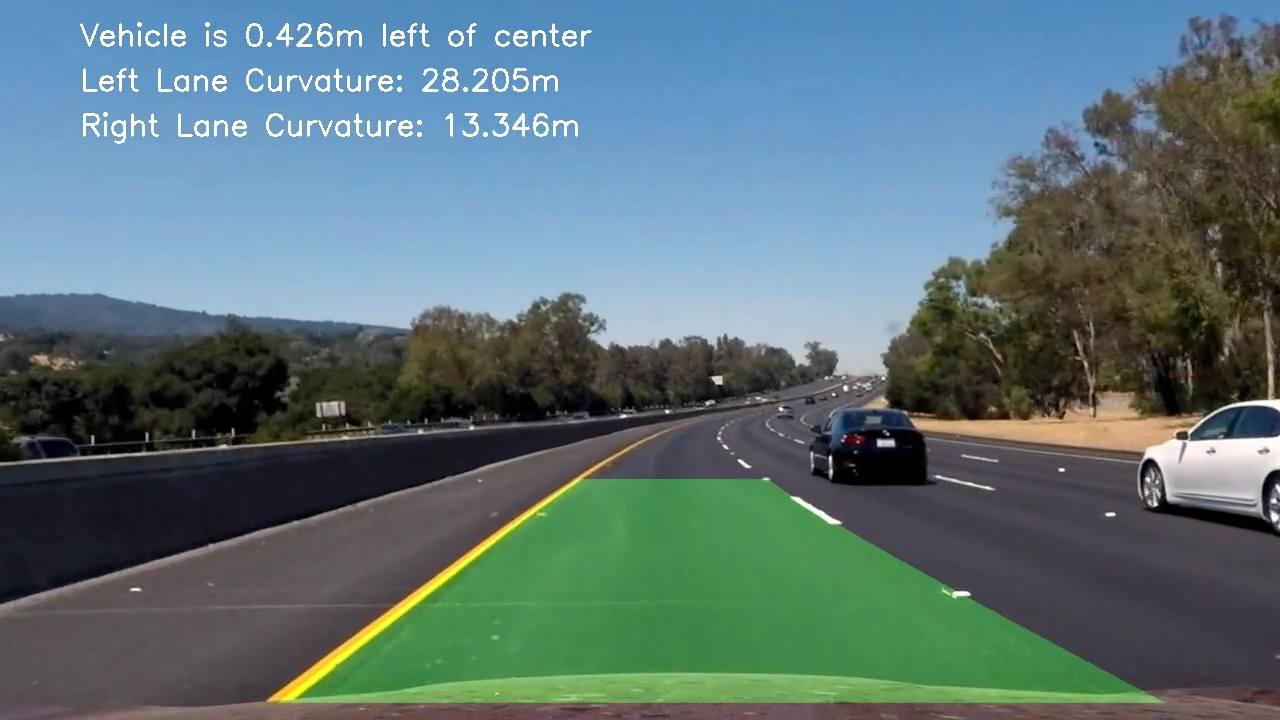 Vehicle is 0.426m left of center
Left Lane Curvature: 28.205m
Right Lane Curvature: 13.346m